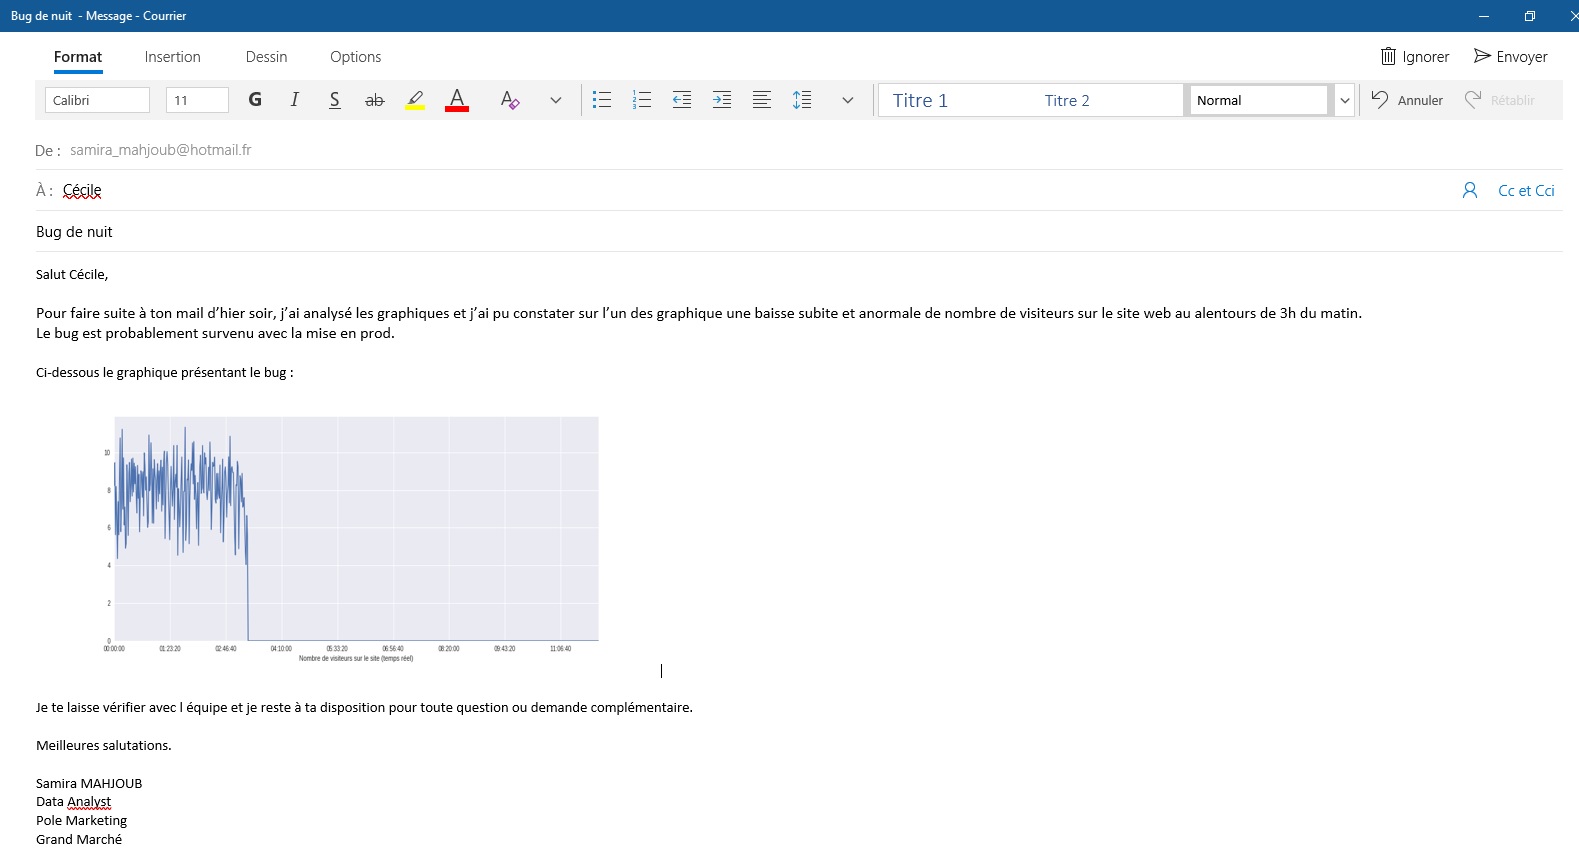 Bug de nuit - Message - Courrier
Format Insertion Dessin Options Ignorer Envoyer
Calibri 11 G I S ab A A Titre 1 Titre 2 Normal Annuler Rétablir
De : samira_mahjoub@hotmail.fr
À : Cécile Cc et Cci
Bug de nuit
Salut Cécile,
Pour faire suite à ton mail d’hier soir, j’ai analysé les graphiques et j’ai pu constater sur l’un des graphique une baisse subite et anormale de nombre de visiteurs sur le site web au alentours de 3h du matin.
Le bug est probablement survenu avec la mise en prod.
Ci-dessous le graphique présentant le bug :
10
8
6
4
2
0
00:00:00 01:23:20 02:46:40 04:10:00 05:33:20 06:56:40 08:20:00 09:43:20 11:06:40
Nombre de visiteurs sur le site (temps réel)
Je te laisse vérifier avec l équipe et je reste à ta disposition pour toute question ou demande complémentaire.
Meilleures salutations.
Samira MAHJOUB
Data Analyst
Pole Marketing
Grand Marché